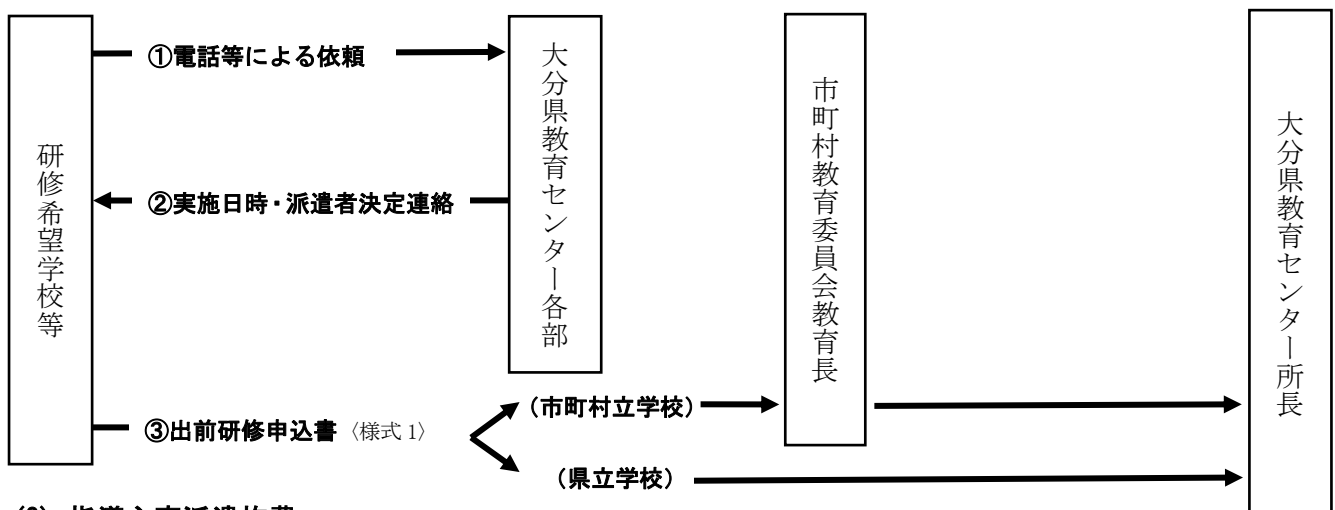 研修希望学校等
①電話等による依頼
②実施日時・派遣者決定連絡
③出前研修申込書〈様式1〉
大分県教育センター各部
(市町村立学校)
(県立学校)
市町村教育委員会教育長
大分県教育センター所長